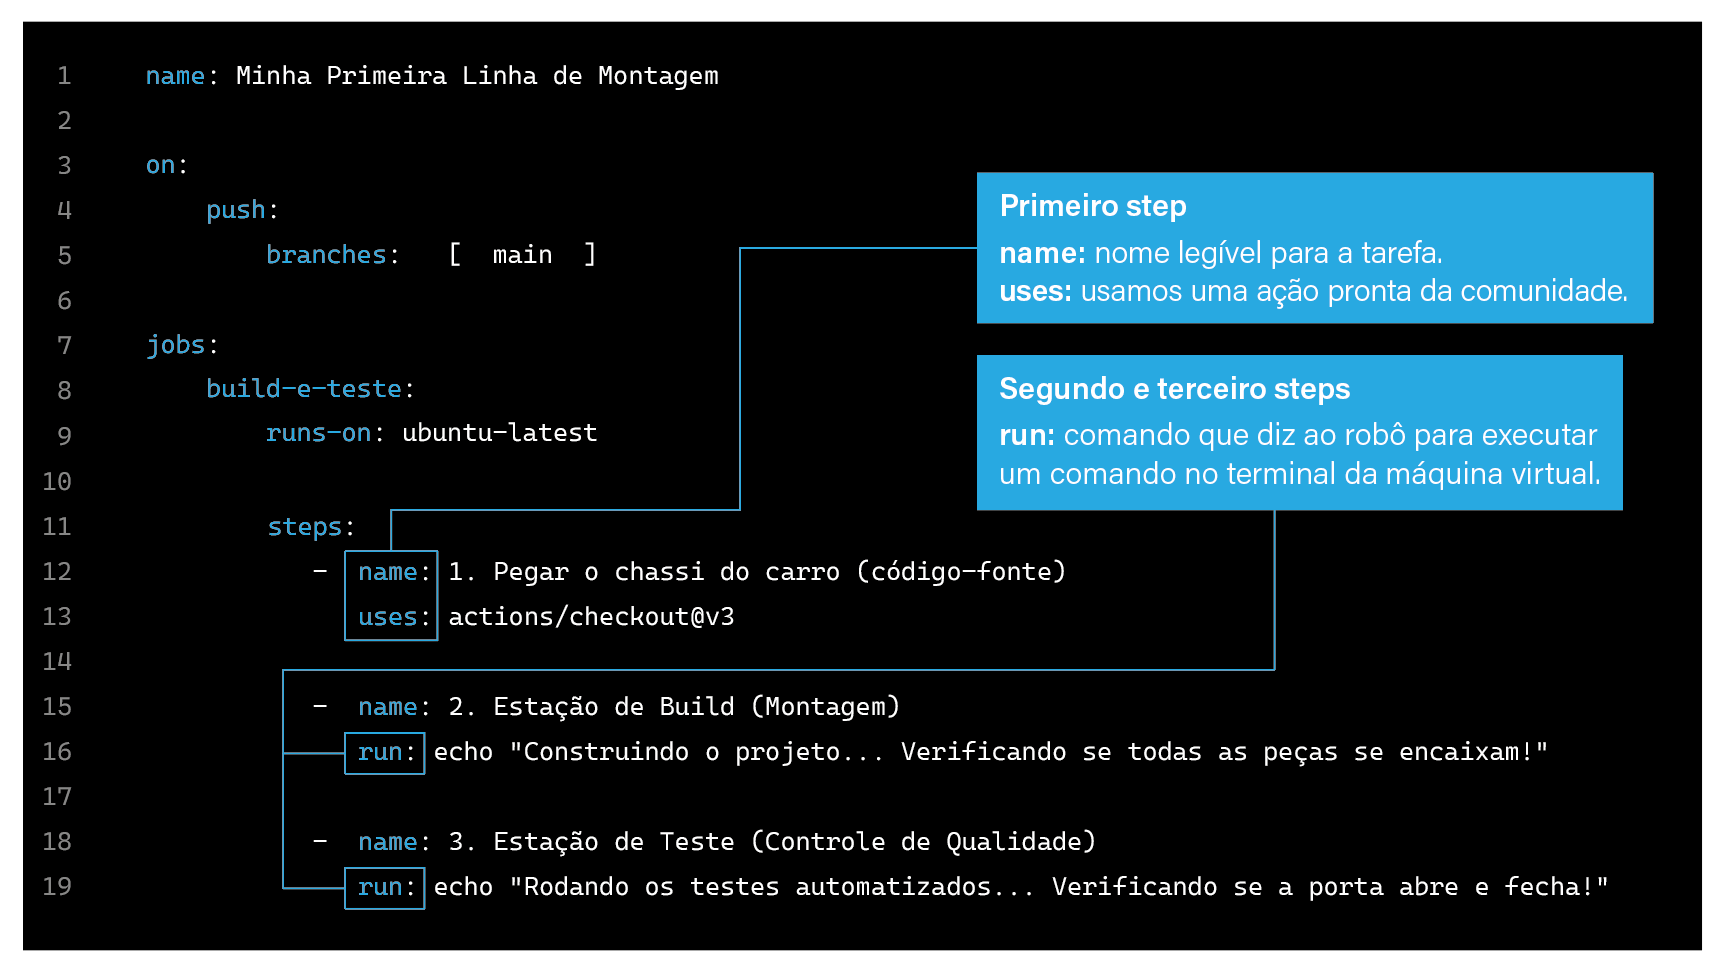 1 name: Minha Primeira Linha de Montagem
2
3 on:
4 push:
5 branches: [ main ]
6
7 jobs:
8 build-e-teste:
9 runs-on: ubuntu-latest
10
11 steps:
12 - name: 1. Pegar o chassi do carro (código-fonte)
13 uses: actions/checkout@v3
14
15 - name: 2. Estação de Build (Montagem)
16 run: echo "Construindo o projeto... Verificando se todas as peças se encaixam!"
17
18 - name: 3. Estação de Teste (Controle de Qualidade)
19 run: echo "Rodando os testes automatizados... Verificando se a porta abre e fecha!"
Primeiro step
name: nome legível para a tarefa.
uses: usamos uma ação pronta da comunidade.
Segundo e terceiro steps
run: comando que diz ao robô para executar
um comando no terminal da máquina virtual.